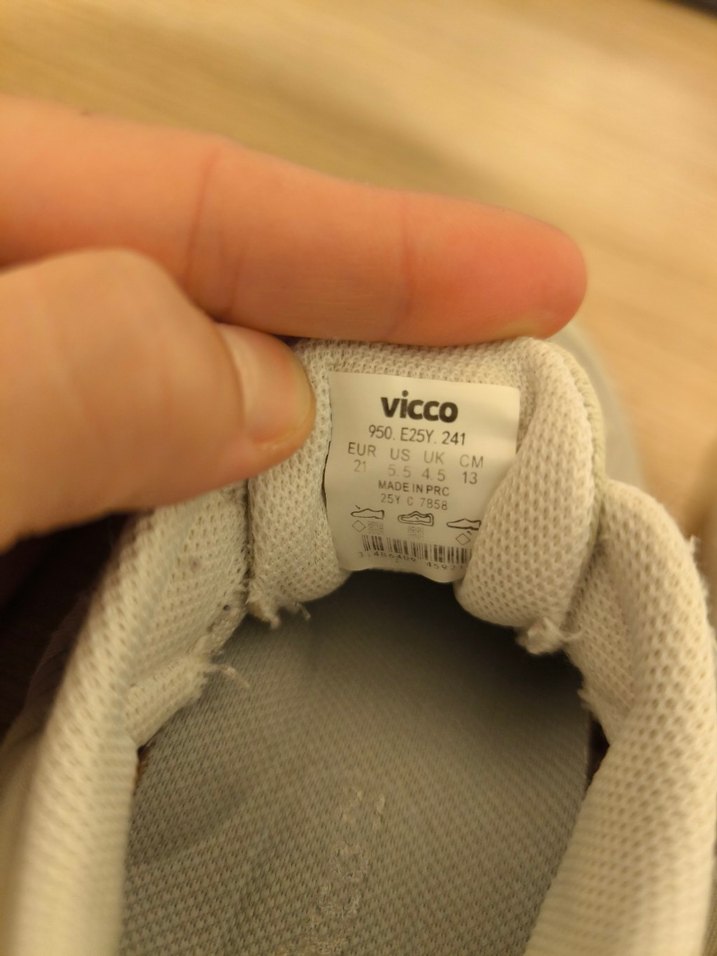 vicco
950. E25Y. 241
EUR US UK CM
21 5.5 4.5 13
MADE IN PRC
25Y C 7858